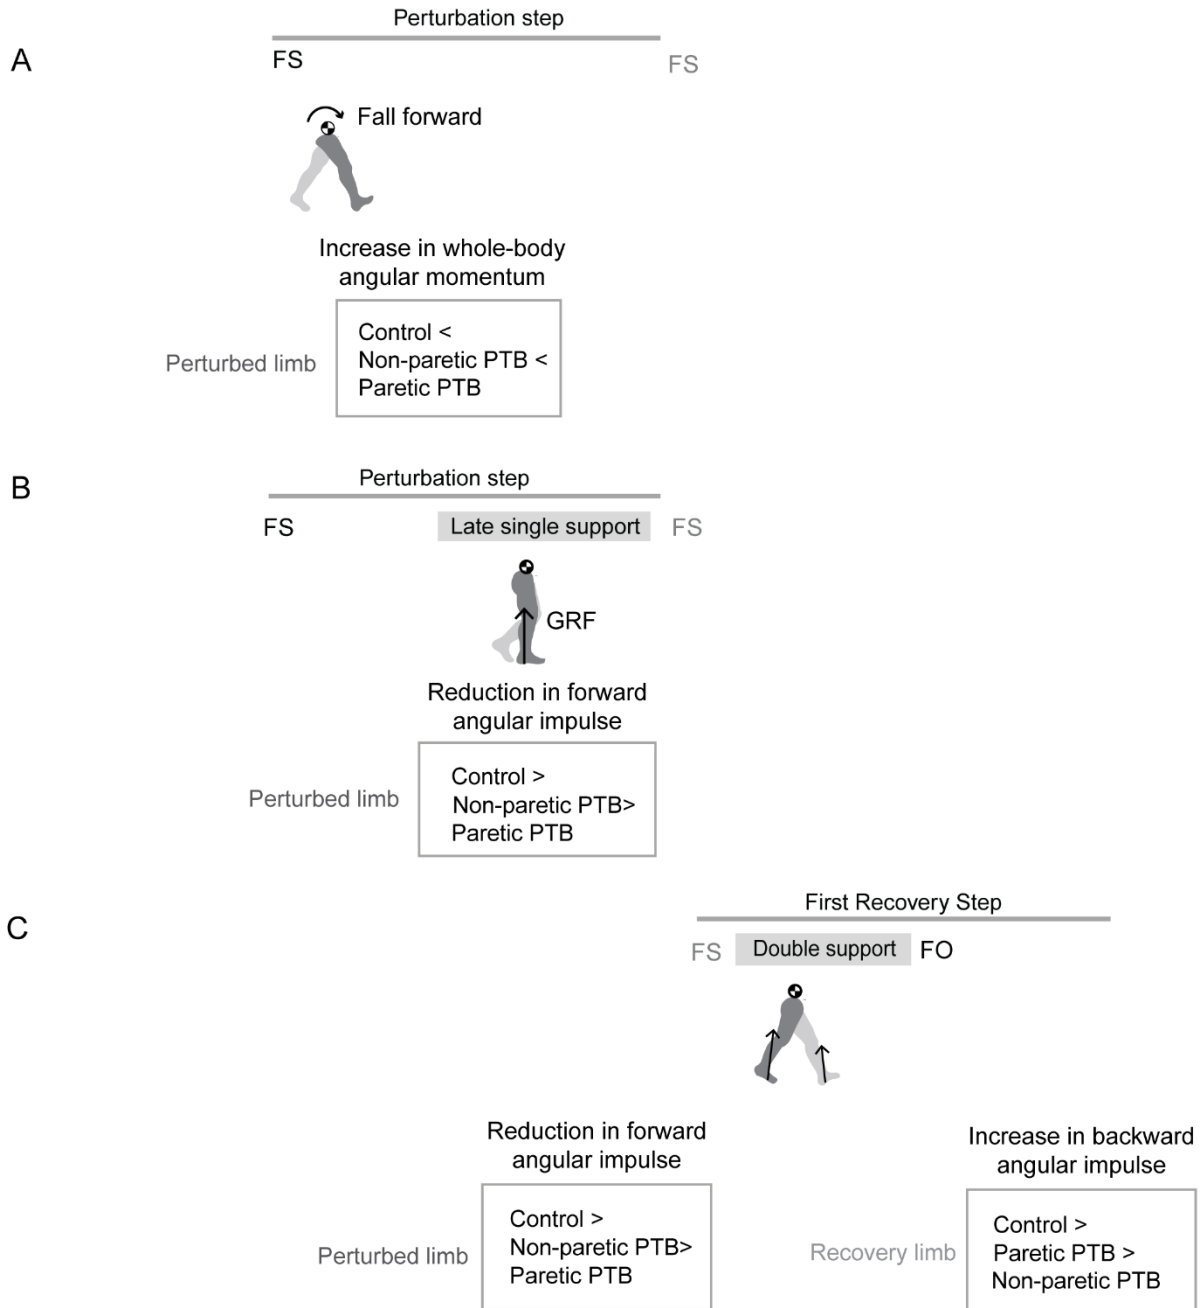 A
Perturbation step
FS
FS
Fall forward
Increase in whole-body
angular momentum
Perturbed limb
Control <
Non-paretic PTB <
Paretic PTB
B
Perturbation step
FS
Late single support
FS
GRF
Reduction in forward
angular impulse
Perturbed limb
Control >
Non-paretic PTB>
Paretic PTB
C
First Recovery Step
FS
Double support
FO
Reduction in forward
angular impulse
Perturbed limb
Control >
Non-paretic PTB>
Paretic PTB
Increase in backward
angular impulse
Recovery limb
Control >
Paretic PTB >
Non-paretic PTB